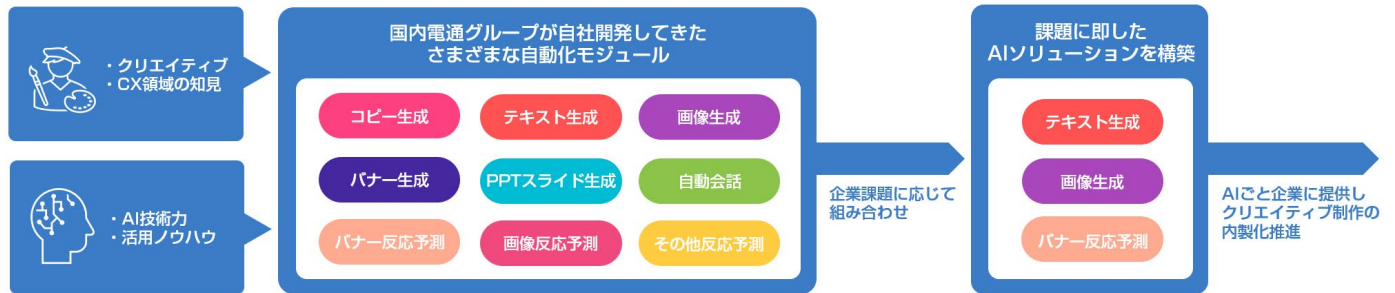 ・クリエイティブ
・CX領域の知見
・AI技術力
・活用ノウハウ
国内電通グループが自社開発してきた
さまざまな自動化モジュール
コピー生成
テキスト生成
画像生成
バナー生成
PPTスライド生成
自動会話
バナー反応予測
画像反応予測
その他反応予測
企業課題に応じて
組み合わせ
課題に即した
AIソリューションを構築
テキスト生成
画像生成
バナー反応予測
AIごと企業に提供し
クリエイティブ制作の
内製化推進